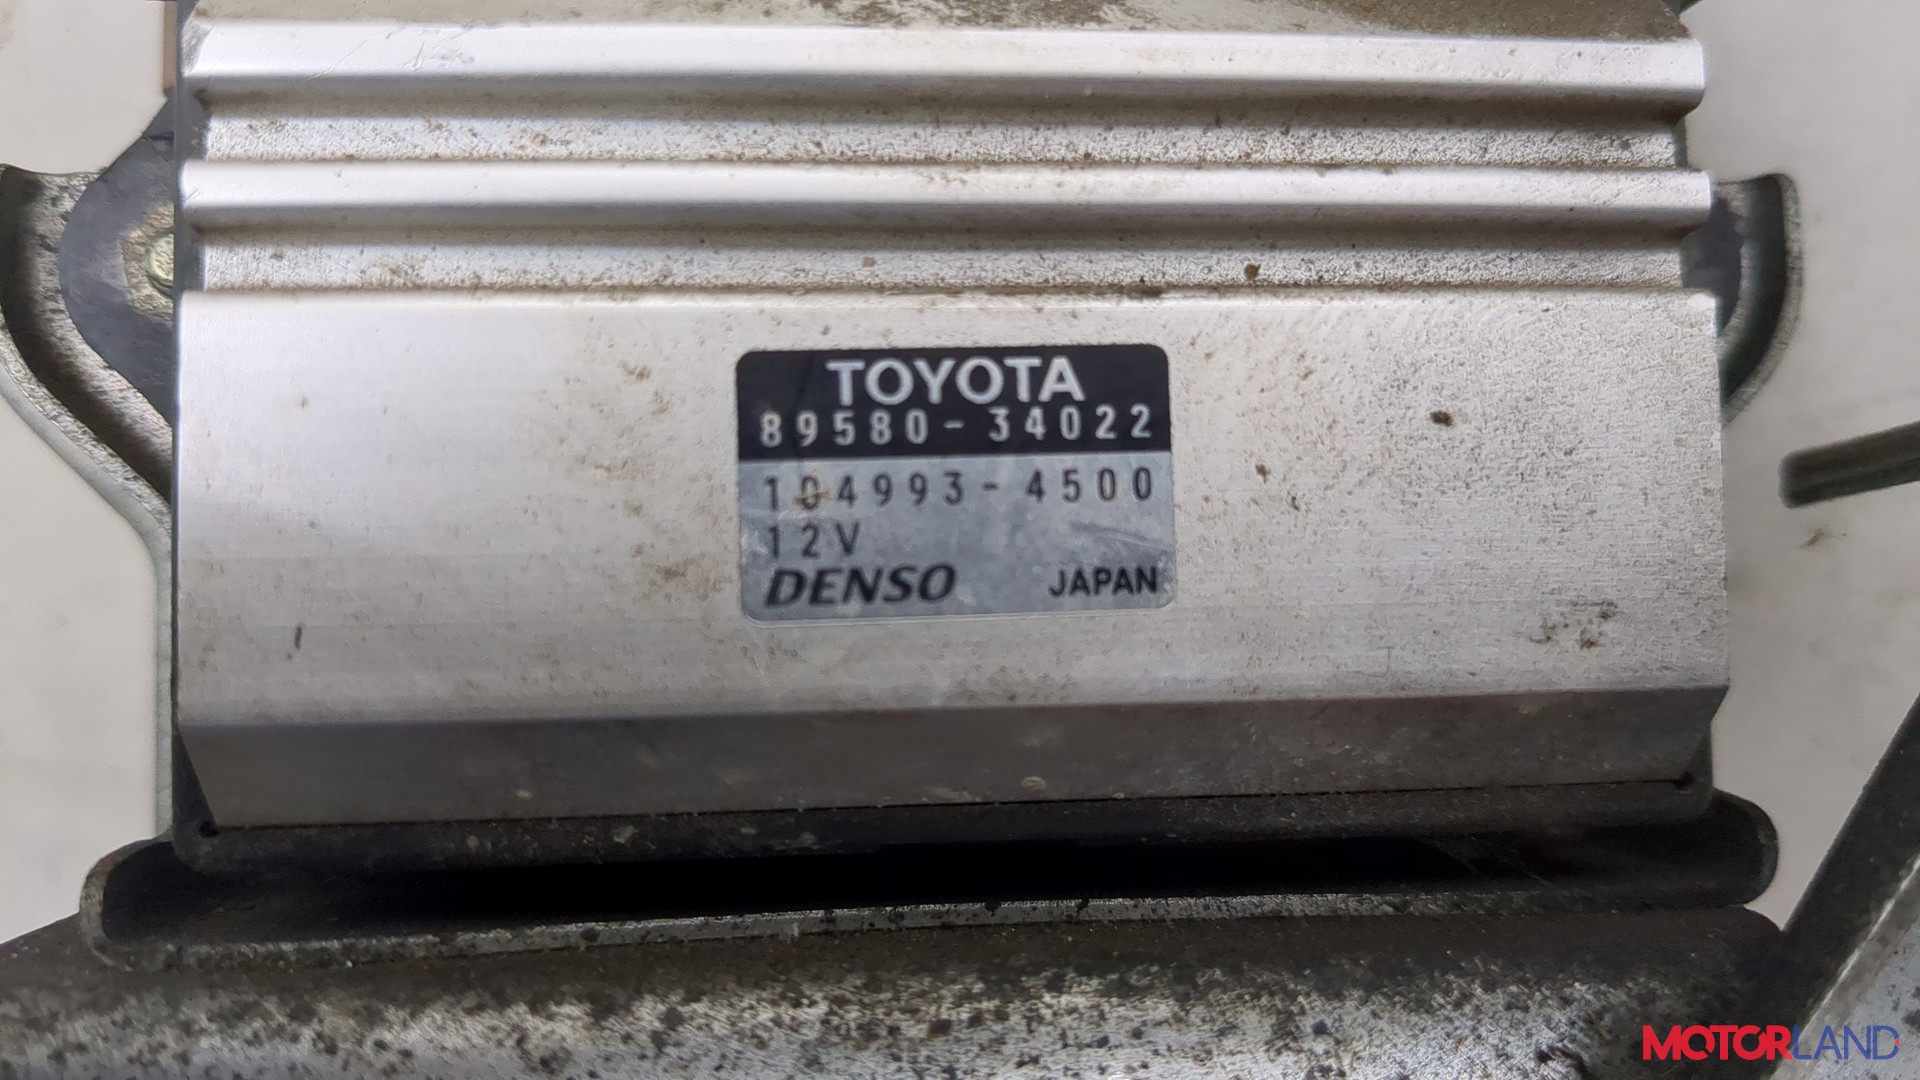 TOYOTA
89580-34022
104993-4500
12V
DENSO JAPAN
MOTORLAND